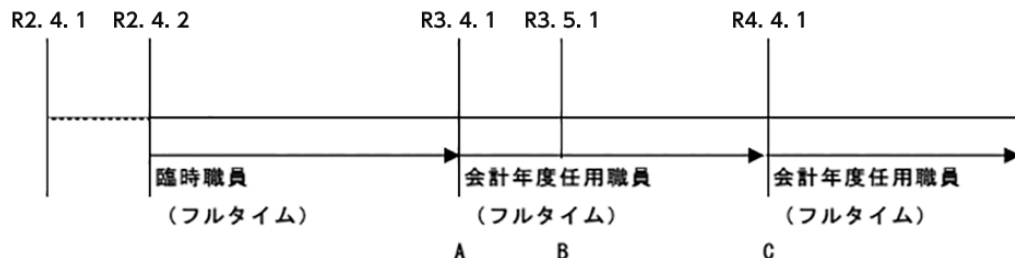 R2.4.1 R2.4.2 R3.4.1 R3.5.1 R4.4.1
臨時職員 会計年度任用職員 会計年度任用職員
（フルタイム） （フルタイム） （フルタイム）
A B C